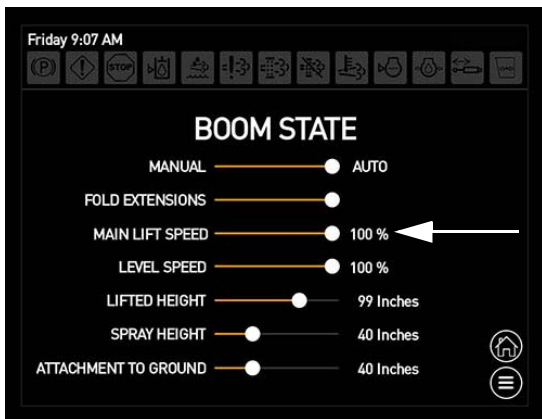 Friday 9:07 AM
(P) STOP
BOOM STATE
MANUAL AUTO
FOLD EXTENSIONS
MAIN LIFT SPEED 100 %
LEVEL SPEED 100 %
LIFTED HEIGHT 99 Inches
SPRAY HEIGHT 40 Inches
ATTACHMENT TO GROUND 40 Inches